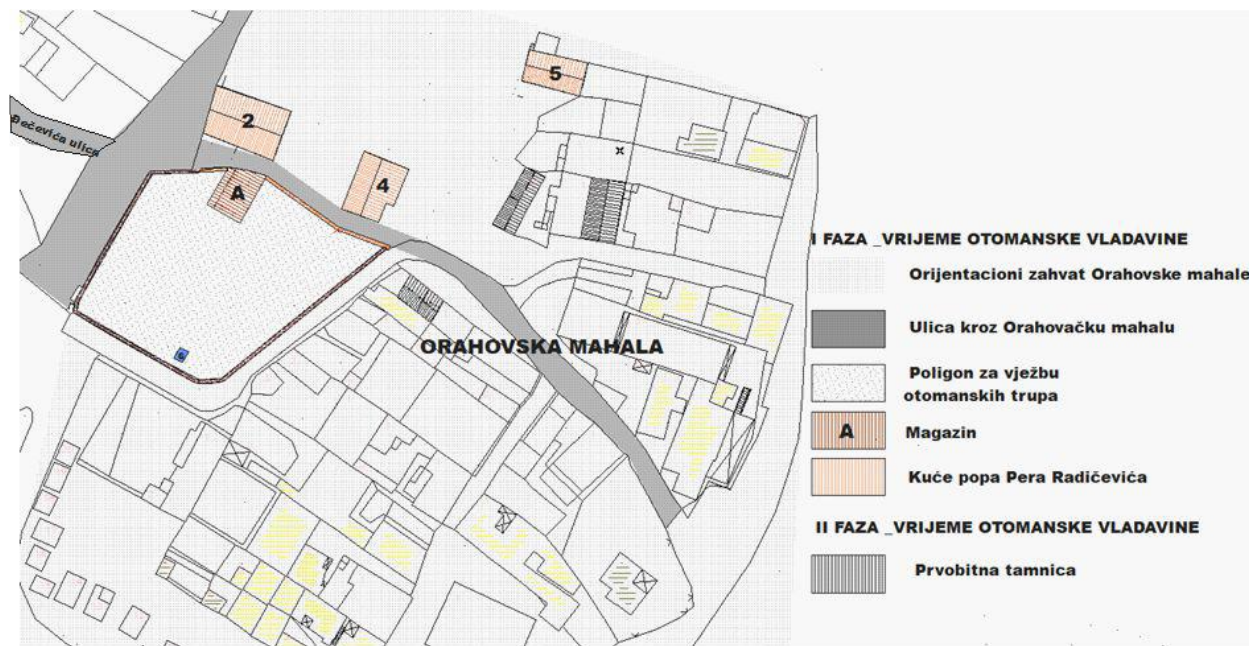 Bečevića ulica
2
5
4
A
ORAHOVSKA MAHALA
I FAZA _VRIJEME OTOMANSKE VLADAVINE
Orijentacioni zahvat Orahovske mahale
Ulica kroz Orahovačku mahalu
Poligon za vježbu
otomanskih trupa
A
Magazin
Kuće popa Pera Radičevića
II FAZA _VRIJEME OTOMANSKE VLADAVINE
Prvobitna tamnica